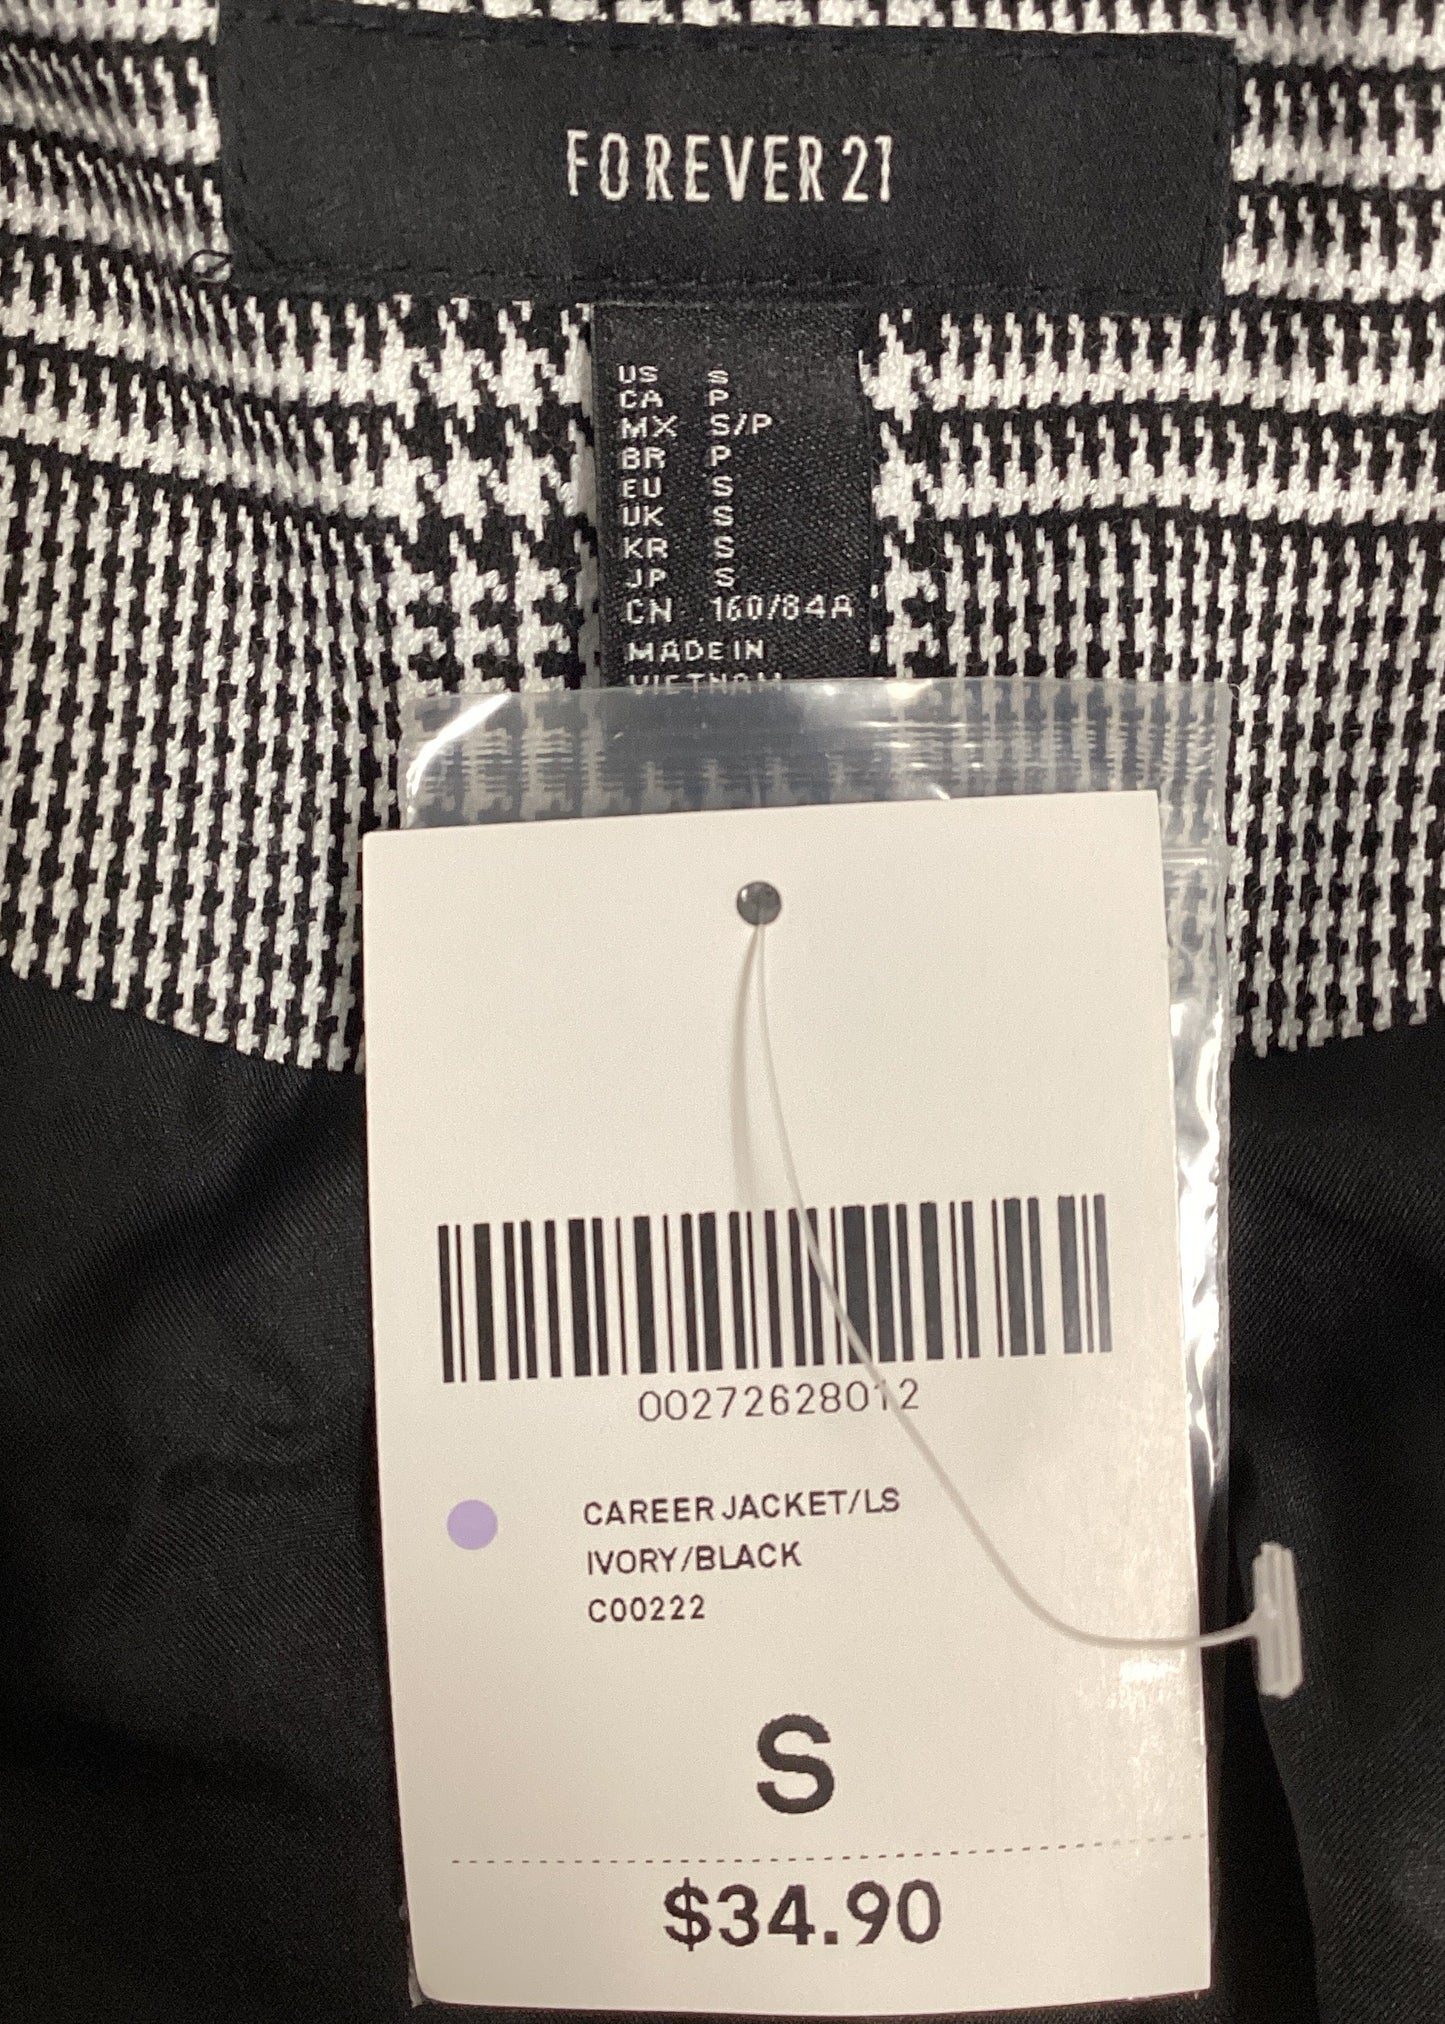 FOREVER 21
US S
CA P
MX S/P
BR P
EU S
UK S
KR S
JP S
CN 160/84A
MADE IN
VIETNAM
00272628012
CAREER JACKET/LS
IVORY/BLACK
C00222
S
$34.90